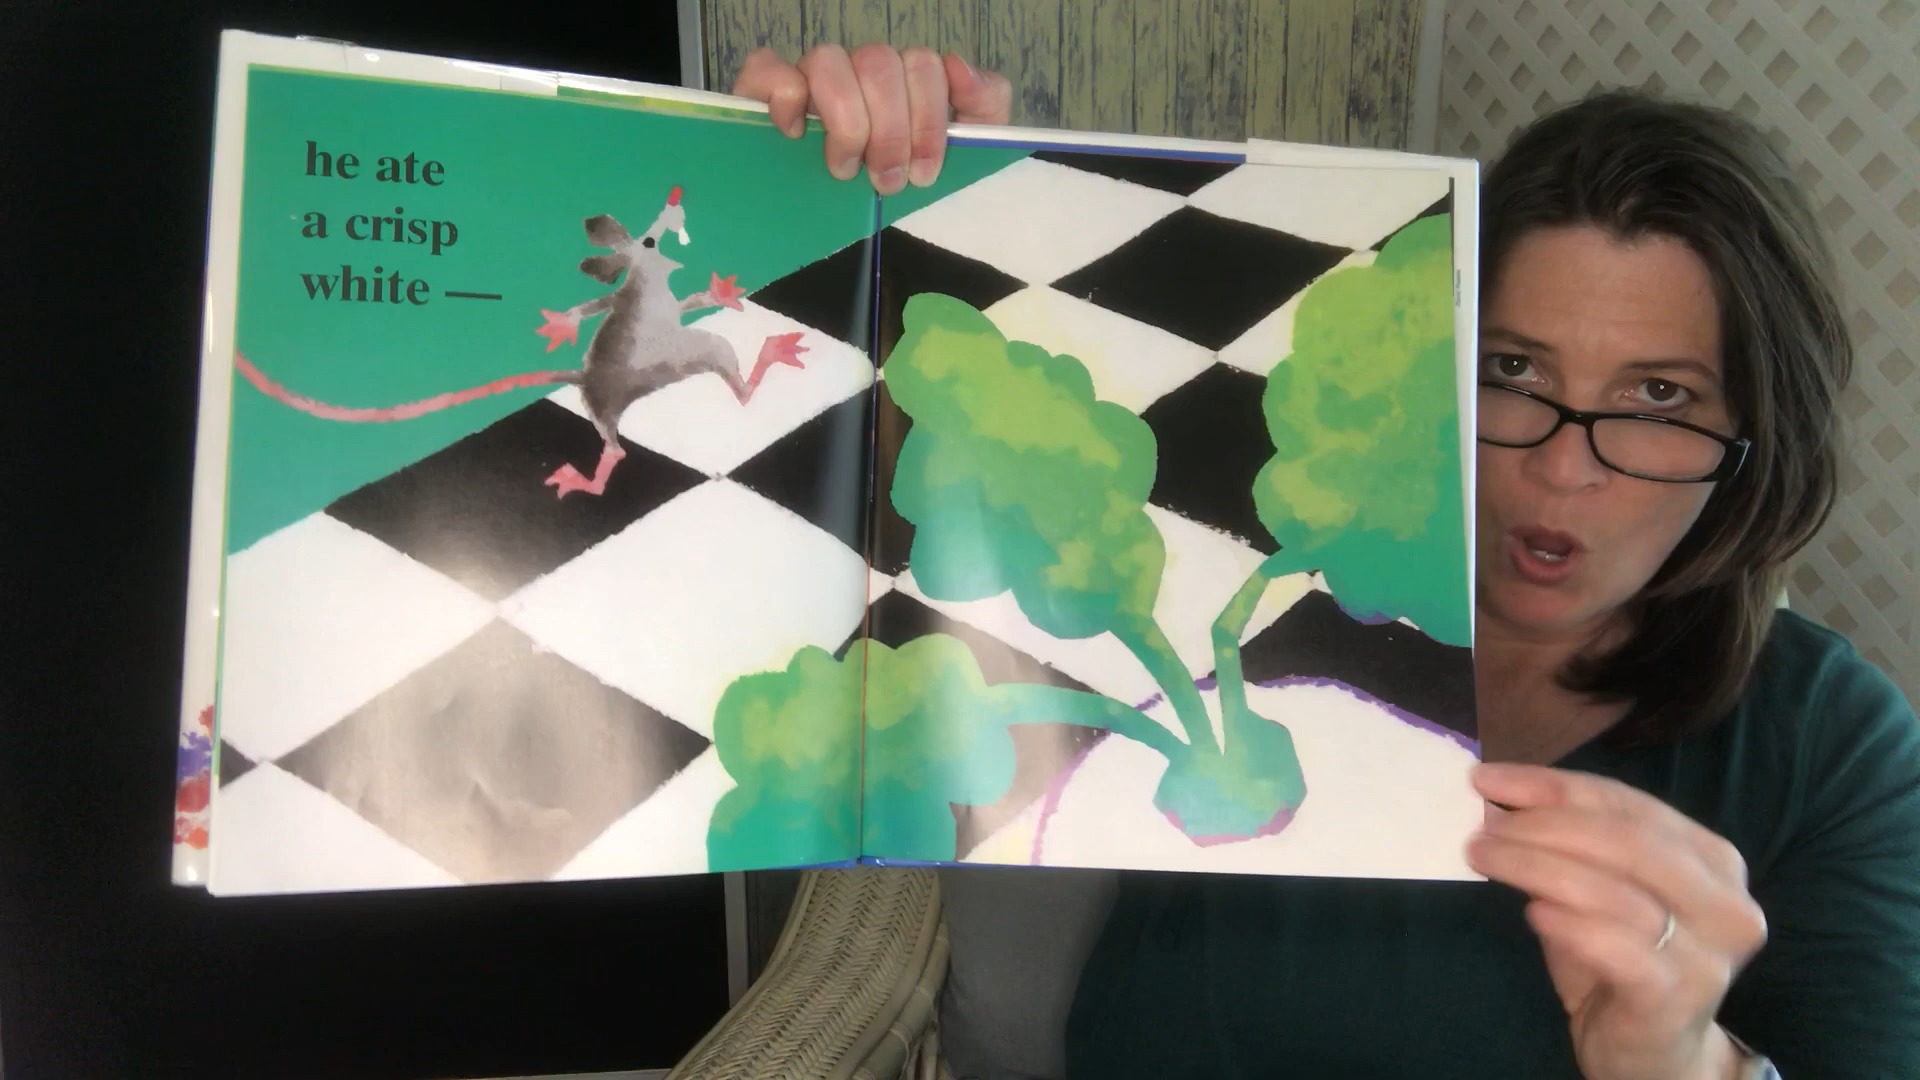 he ate
a crisp
white —